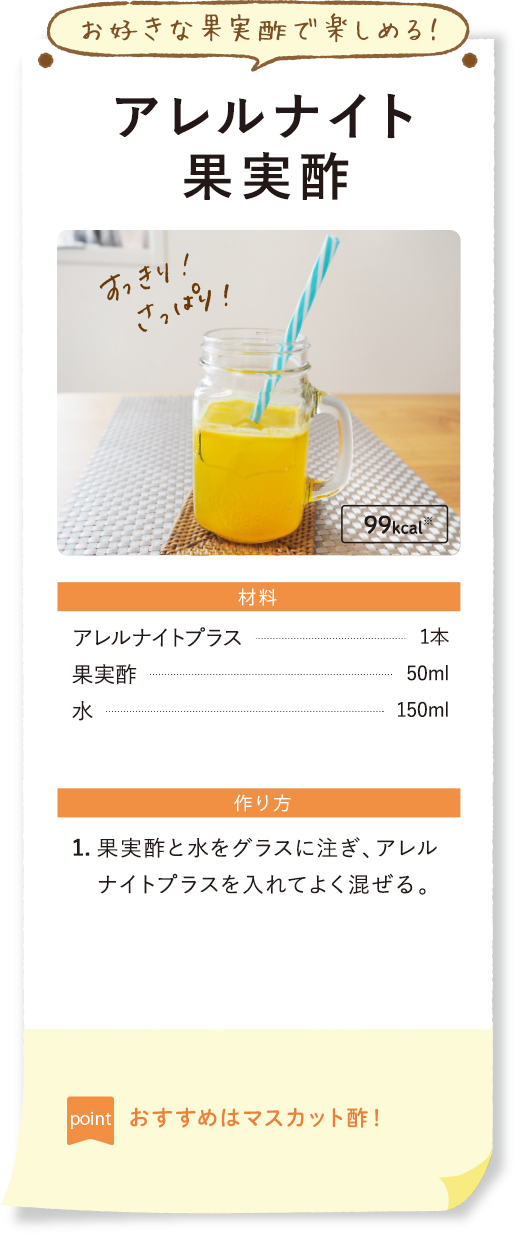 お好きな果実酢で楽しめる!
アレルナイト
果実酢
すっきり!
さっぱり!
99kcal※
材料
アレルナイトプラス 1本
果実酢 50ml
水 150ml
作り方
1. 果実酢と水をグラスに注ぎ、アレル
ナイトプラスを入れてよく混ぜる。
point おすすめはマスカット酢!